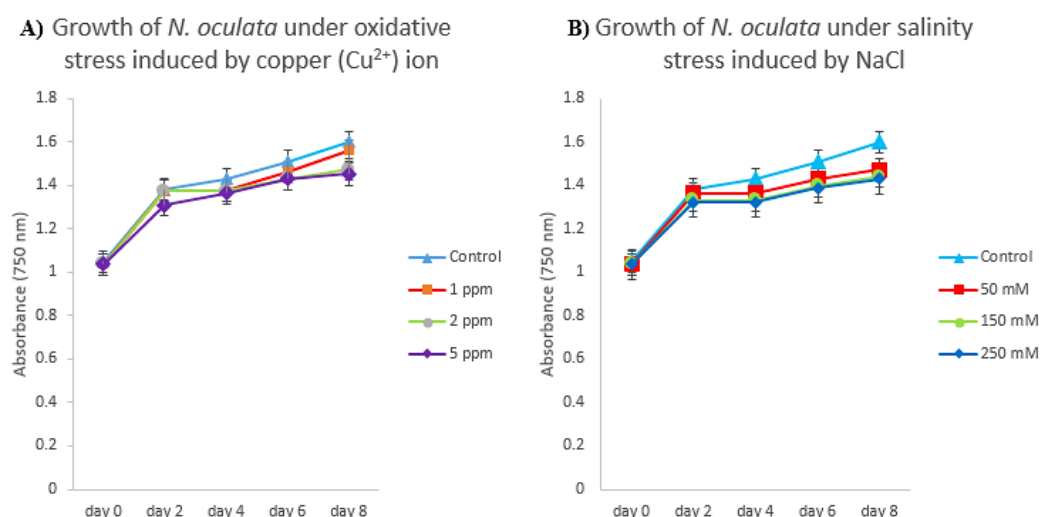 A) Growth of N. oculata under oxidative
stress induced by copper (Cu²⁺) ion
1.8
1.6
1.4
1.2
1
0.8
0.6
0.4
0.2
0
Absorbance (750 nm)
day 0 day 2 day 4 day 6 day 8
Control
1 ppm
2 ppm
5 ppm
B) Growth of N. oculata under salinity
stress induced by NaCl
1.8
1.6
1.4
1.2
1
0.8
0.6
0.4
0.2
0
Absorbance (750 nm)
day 0 day 2 day 4 day 6 day 8
Control
50 mM
150 mM
250 mM